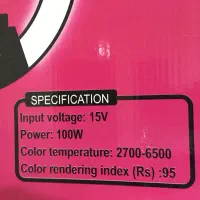 SPECIFICATION
Input voltage: 15V
Power: 100W
Color temperature: 2700-6500
Color rendering index (Rs) :95